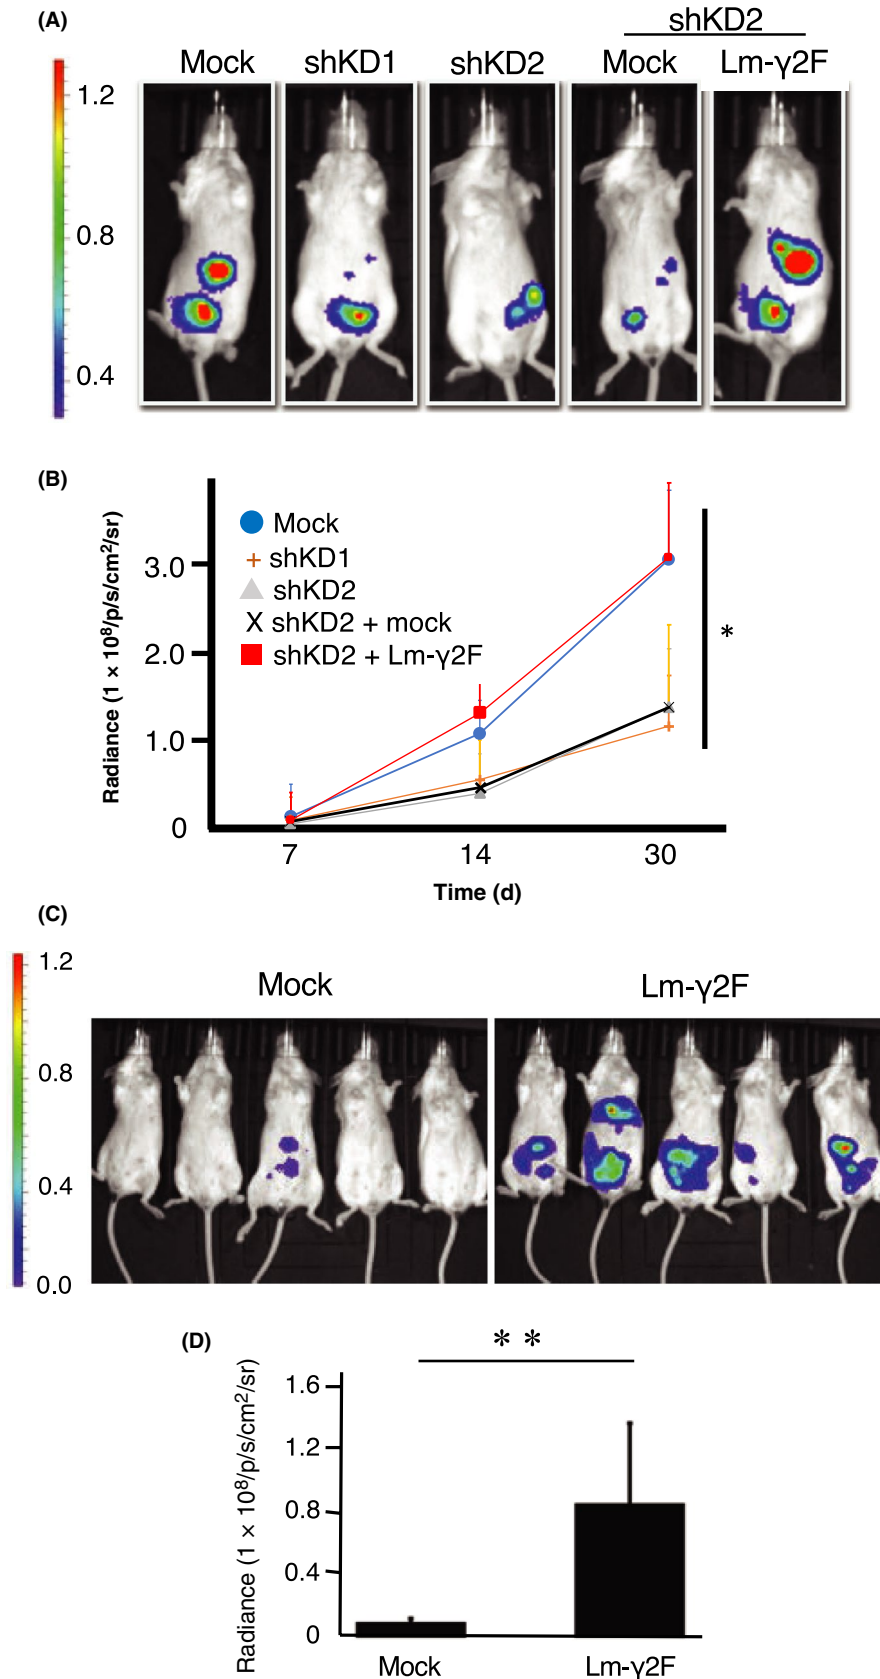 (A)
shKD2
Mock shKD1 shKD2 Mock Lm-γ2F
1.2
0.8
0.4
(B)
Radiance (1 × 10⁸/p/s/cm²/sr)
3.0
2.0
1.0
0
Mock
shKD1
shKD2
shKD2 + mock
shKD2 + Lm-γ2F
*
7 14 30
Time (d)
(C)
Mock Lm-γ2F
1.2
0.8
0.4
0.0
(D)
Radiance (1 × 10⁸/p/s/cm²/sr)
* *
1.6
1.2
0.8
0.4
0
Mock Lm-γ2F